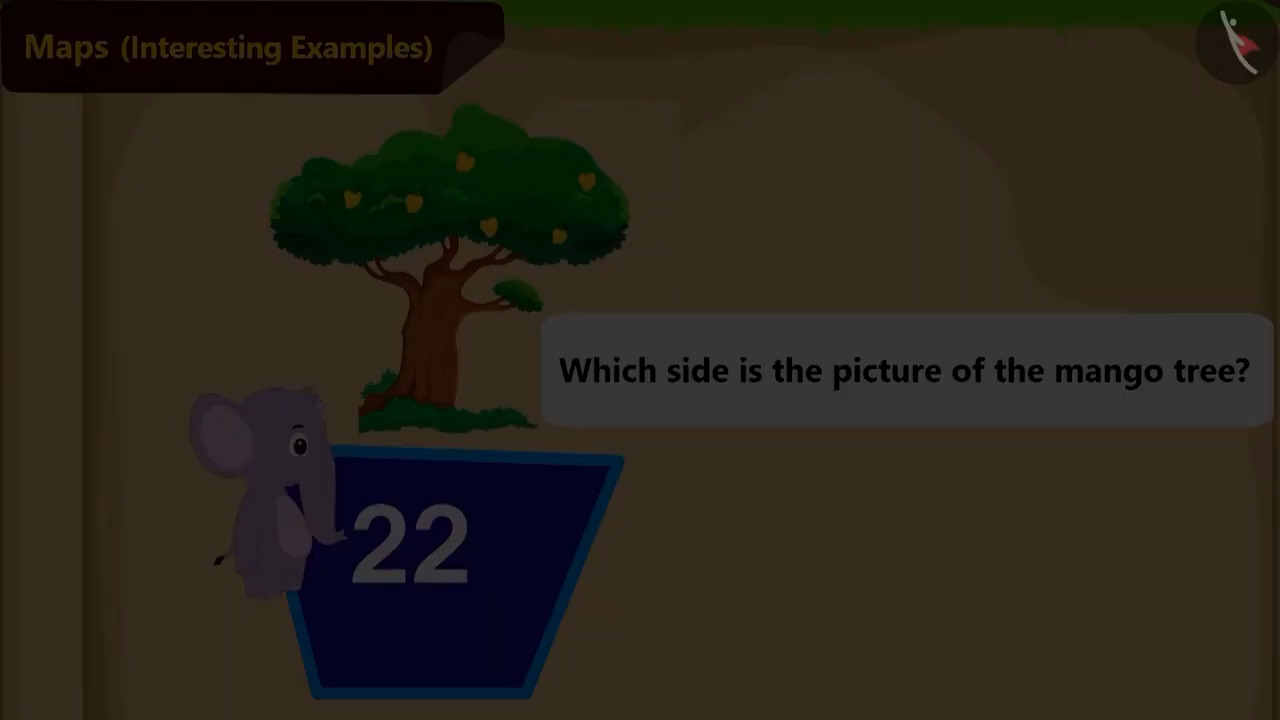 Maps (Interesting Examples)
Which side is the picture of the mango tree?
22